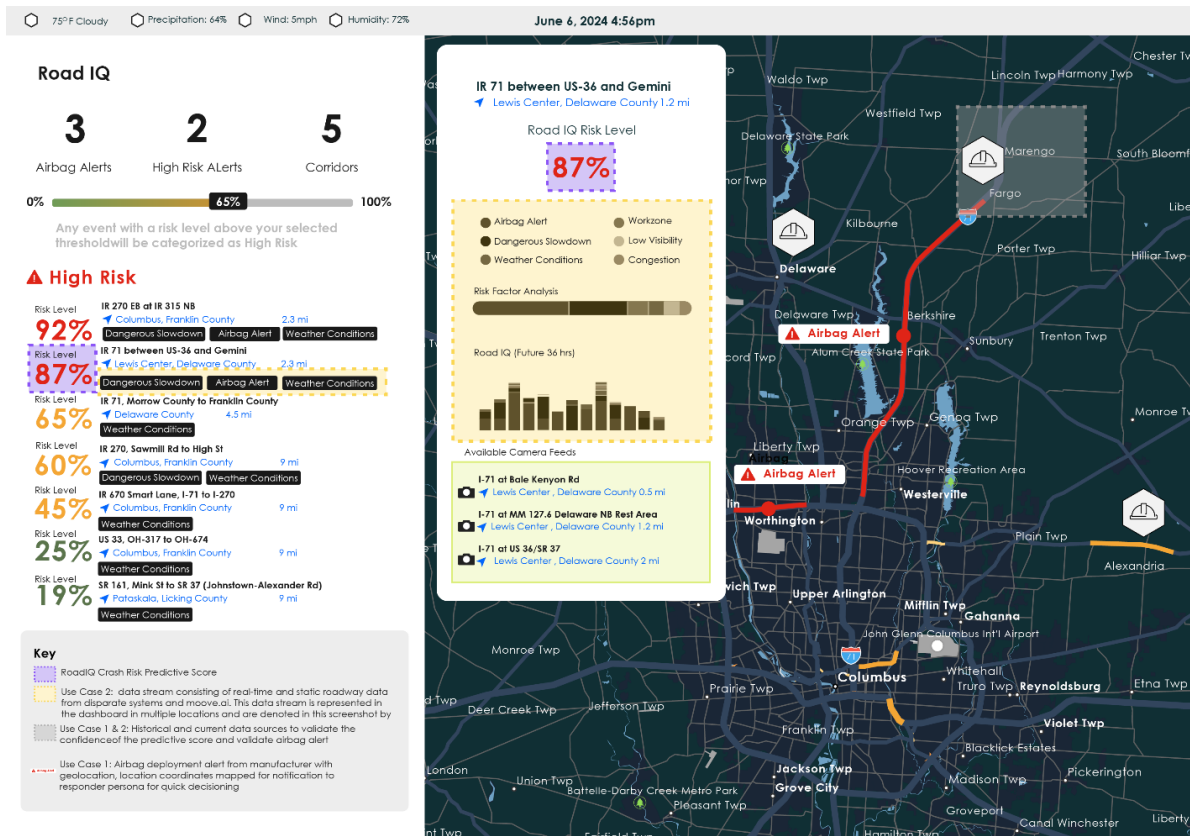 75°F Cloudy
Precipitation: 64%
Wind: 5mph
Humidity: 72%
June 6, 2024 4:56pm
Road IQ
3
2
5
Airbag Alerts
High Risk ALerts
Corridors
0%
65%
100%
Any event with a risk level above your selected
thresholdwill be categorized as High Risk
High Risk
Risk Level
92%
IR 270 EB at IR 315 NB
Columbus, Franklin County 2.3 mi
Dangerous Slowdown Airbag Alert Weather Conditions
Risk Level
87%
IR 71 between US-36 and Gemini
Lewis Center, Delaware County 2.3 mi
Dangerous Slowdown Airbag Alert Weather Conditions
Risk Level
65%
IR 71, Morrow County to Franklin County
Delaware County 4.5 mi
Weather Conditions
Risk Level
60%
IR 270, Sawmill Rd to High St
Columbus, Franklin County 9 mi
Dangerous Slowdown Weather Conditions
Risk Level
45%
IR 670 Smart Lane, I-71 to I-270
Columbus, Franklin County 9 mi
Weather Conditions
Risk Level
25%
US 33, OH-317 to OH-674
Columbus, Franklin County 9 mi
Weather Conditions
Risk Level
19%
SR 161, Mink St to SR 37 (Johnstown-Alexander Rd)
Pataskala, Licking County 9 mi
Weather Conditions
Key
RoadIQ Crash Risk Predictive Score
Use Case 2: data stream consisting of real-time and static roadway data
from disparate systems and moove.ai. This data stream is represented in
the dashboard in multiple locations and are denoted in this screenshot by
Use Case 1 & 2: Historical and current data sources to validate the
confidenceof the predictive score and validate airbag alert
Use Case 1: Airbag deployment alert from manufacturer with
geolocation, location coordinates mapped for notification to
responder persona for quick decisioning
IR 71 between US-36 and Gemini
Lewis Center, Delaware County 1.2 mi
Road IQ Risk Level
87%
Airbag Alert
Workzone
Dangerous Slowdown
Low Visibility
Weather Conditions
Congestion
Risk Factor Analysis
Road IQ (Future 36 hrs)
Available Camera Feeds
I-71 at Bale Kenyon Rd
Lewis Center , Delaware County 0.5 mi
I-71 at MM 127.6 Delaware NB Rest Area
Lewis Center , Delaware County 1.2 mi
I-71 at US 36/SR 37
Lewis Center , Delaware County 2 mi
Chester Tv
Waldo Twp
Lincoln Twp
Harmony Twp
Westfield Twp
Delaware State Park
Marengo
South Bloomf
nor Twp
Fargo
Libe
Kilbourne
Porter Twp
Hilliar Twp
Delaware
Delaware Twp
Berkshire
Airbag Alert
Trenton Twp
Sunbury
cord Twp
Alum Creek State Park
Monroe T
Orange Twp
Genoa Twp
Liberty Twp
Airbag
Airbag Alert
Hoover Recreation Area
Westerville
lin
Worthington
Plain Twp
Alexandria
wich Twp
Upper Arlington
Mifflin Twp
Gahanna
John Glenn Columbus Int'l Airport
Monroe Twp
71
Columbus
Whitehall
Truro Twp
Reynoldsburg
Etna Twp
Prairie Twp
Deer Creek Twp
Jefferson Twp
Franklin Twp
Violet Twp
Blacklick Estates
London
Jackson Twp
Pickerington
Union Twp
Madison Twp
Grove City
Battelle-Darby Creek Metro Park
Pleasant Twp
Groveport
Liberty
Canal Winchester
nt Twp
Fairfield Twp
Hamilton Twp